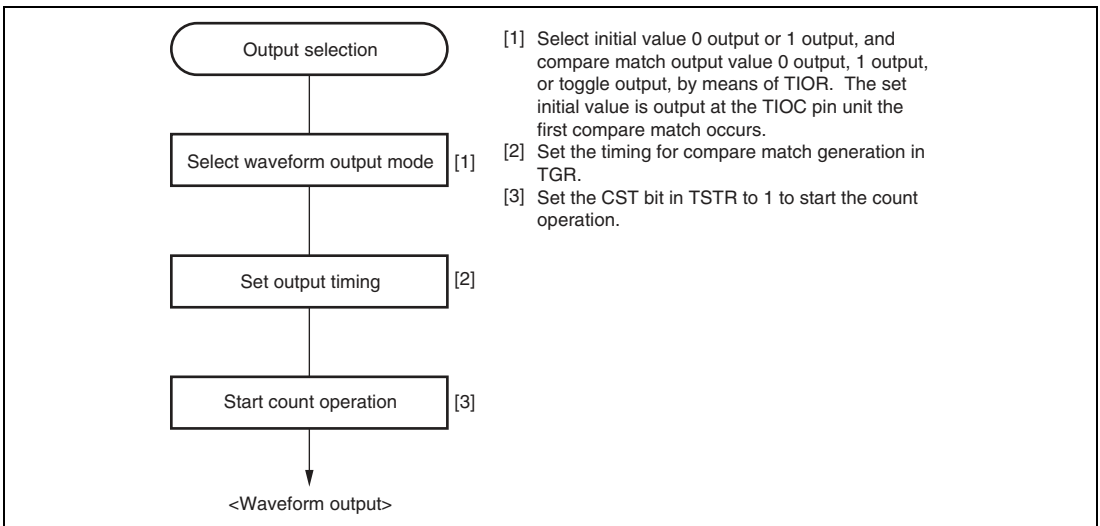 Output selection
Select waveform output mode [1]
Set output timing [2]
Start count operation [3]
<Waveform output>
[1] Select initial value 0 output or 1 output, and
compare match output value 0 output, 1 output,
or toggle output, by means of TIOR. The set
initial value is output at the TIOC pin unit the
first compare match occurs.
[2] Set the timing for compare match generation in
TGR.
[3] Set the CST bit in TSTR to 1 to start the count
operation.